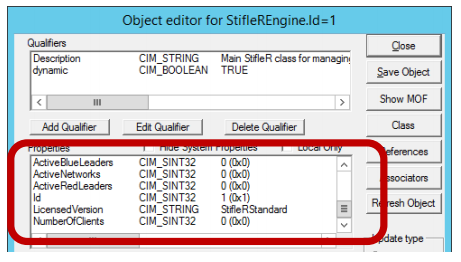 Object editor for StifleREngine.Id=1
Qualifiers
Description CIM_STRING Main StifleR class for managing
dynamic CIM_BOOLEAN TRUE
Close
Save Object
Show MOF
Class
References
Associators
Refresh Object
Add Qualifier Edit Qualifier Delete Qualifier
Properties Hide System Properties Local Only
ActiveBlueLeaders CIM_SINT32 0 (0x0)
ActiveNetworks CIM_SINT32 0 (0x0)
ActiveRedLeaders CIM_SINT32 0 (0x0)
Id CIM_SINT32 1 (0x1)
LicensedVersion CIM_STRING StifleRStandard
NumberOfClients CIM_SINT32 0 (0x0)
Update type